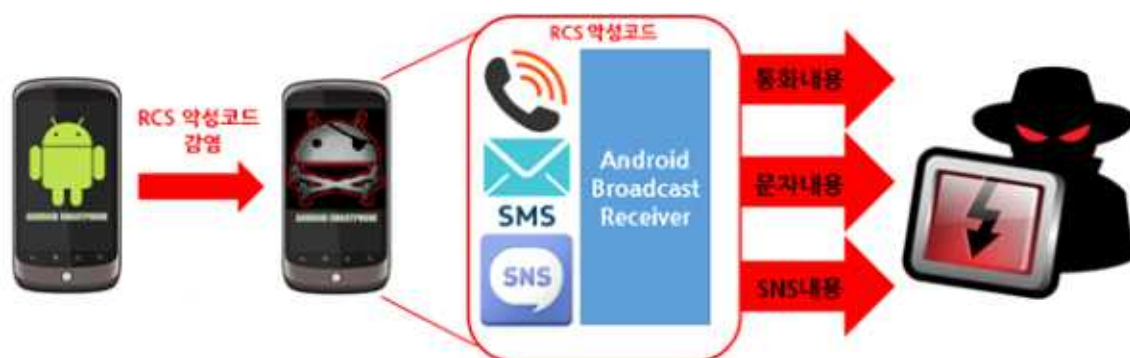 RCS 악성코드
감염
RCS 악성코드
SMS
SNS
Android
Broadcast
Receiver
통화내용
문자내용
SNS내용